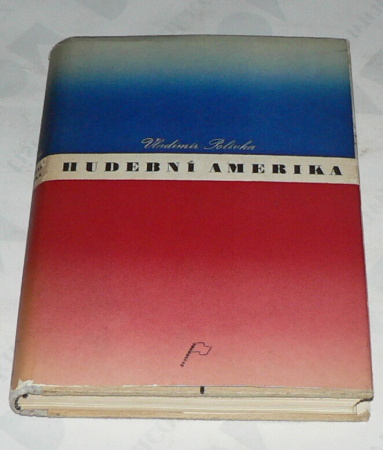 Vladimír Polívka
HUDEBNÍ AMERIKA